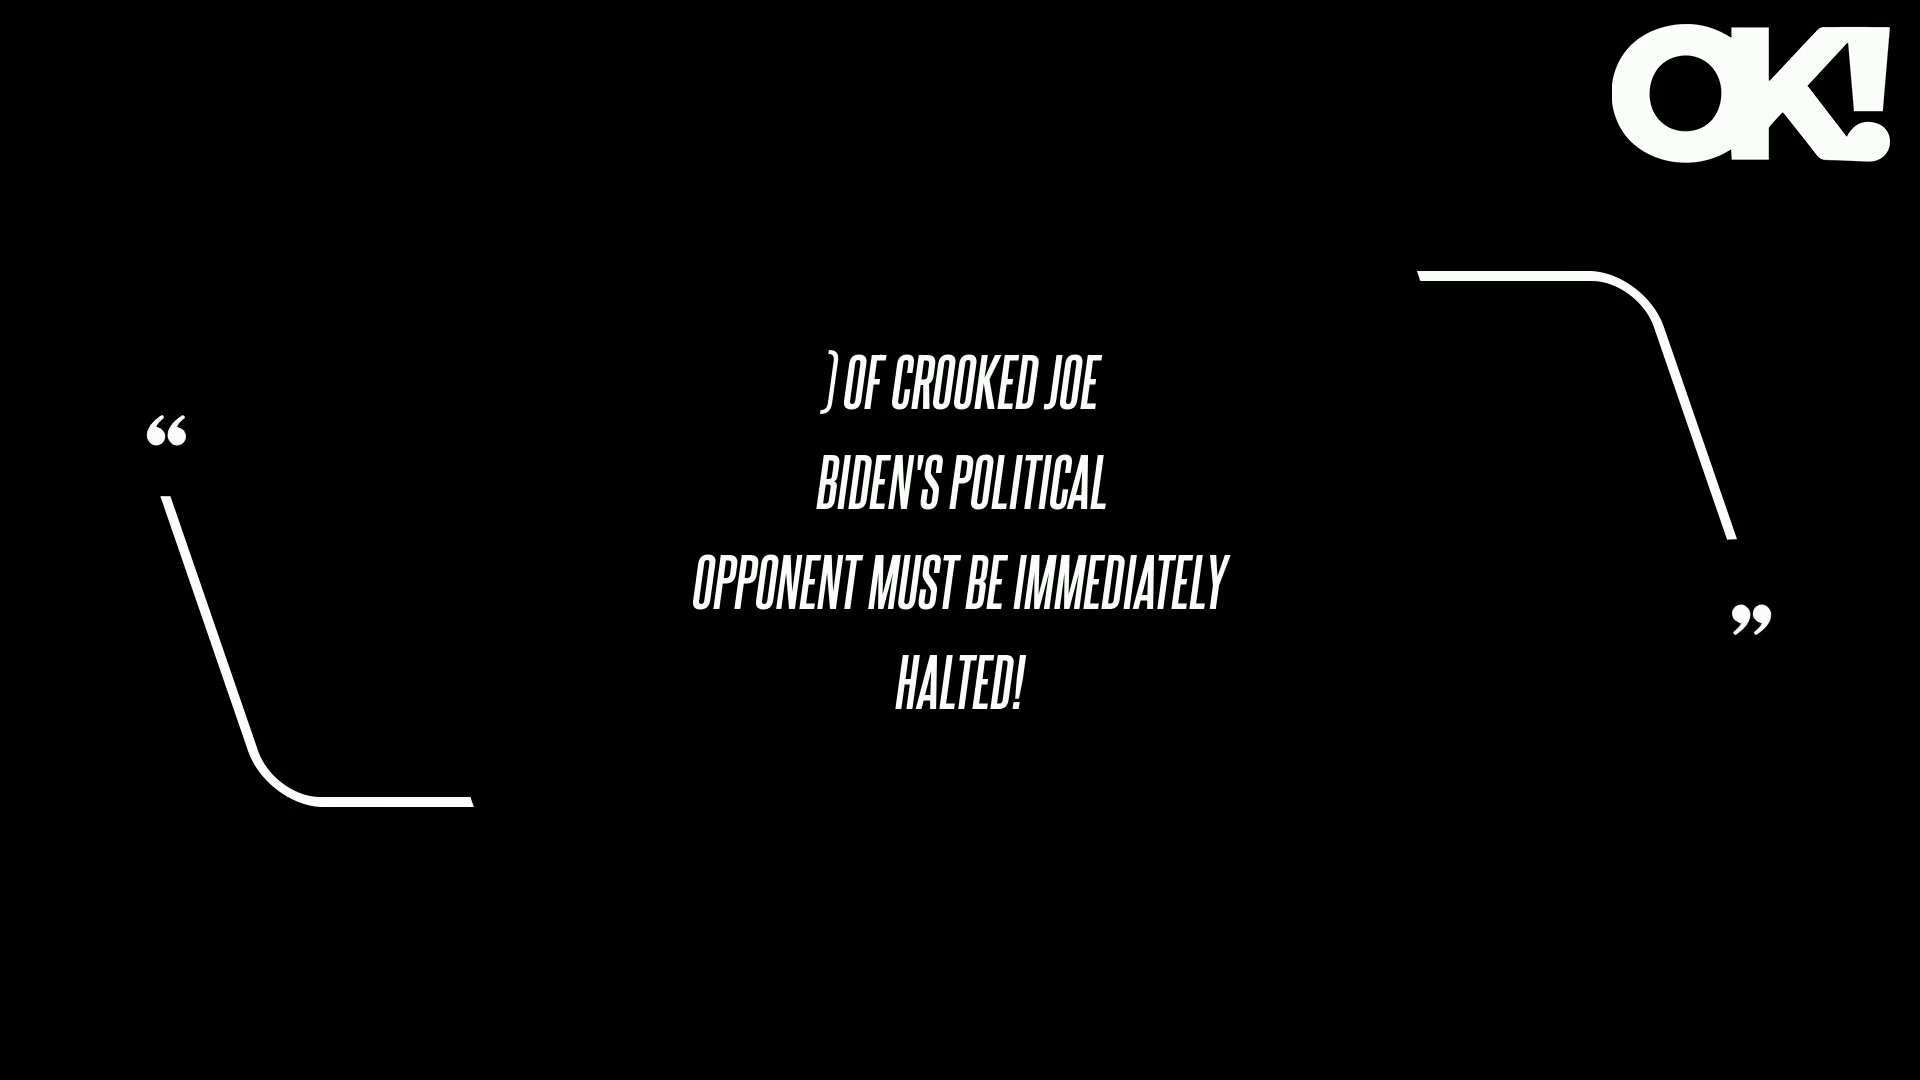 OK!
“
) OF CROOKED JOE
BIDEN'S POLITICAL
OPPONENT MUST BE IMMEDIATELY
HALTED!
”